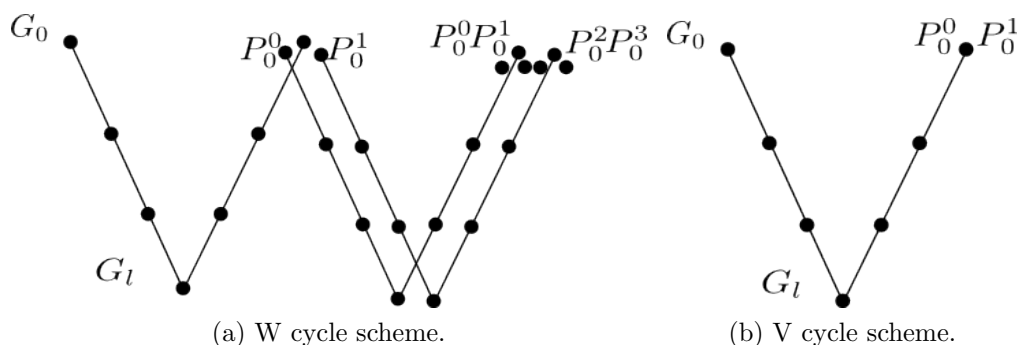 G_0 P_0^0 P_0^1 P_0^0 P_0^1 P_0^2 P_0^3
G_l
(a) W cycle scheme.
G_0 P_0^0 P_0^1
G_l
(b) V cycle scheme.